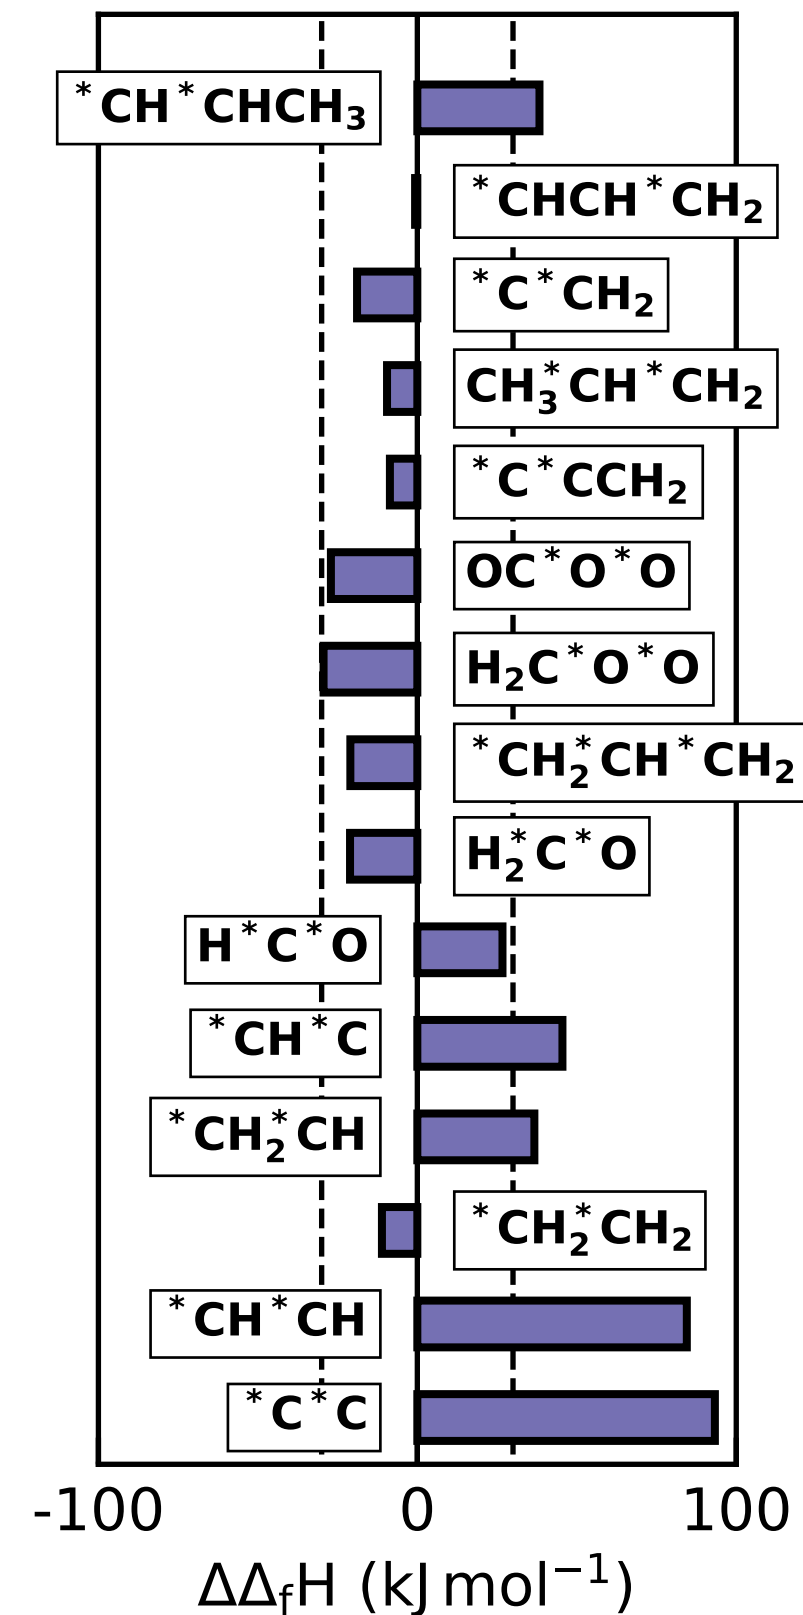 *CH*CHCH₃
*CHCH*CH₂
*C*CH₂
CH₃*CH*CH₂
*C*CCH₂
OC*O*O
H₂C*O*O
*CH₂*CH*CH₂
H₂*C*O
H*C*O
*CH*C
*CH₂*CH
*CH₂*CH₂
*CH*CH
*C*C
-100 0 100
ΔΔfH (kJ mol⁻¹)